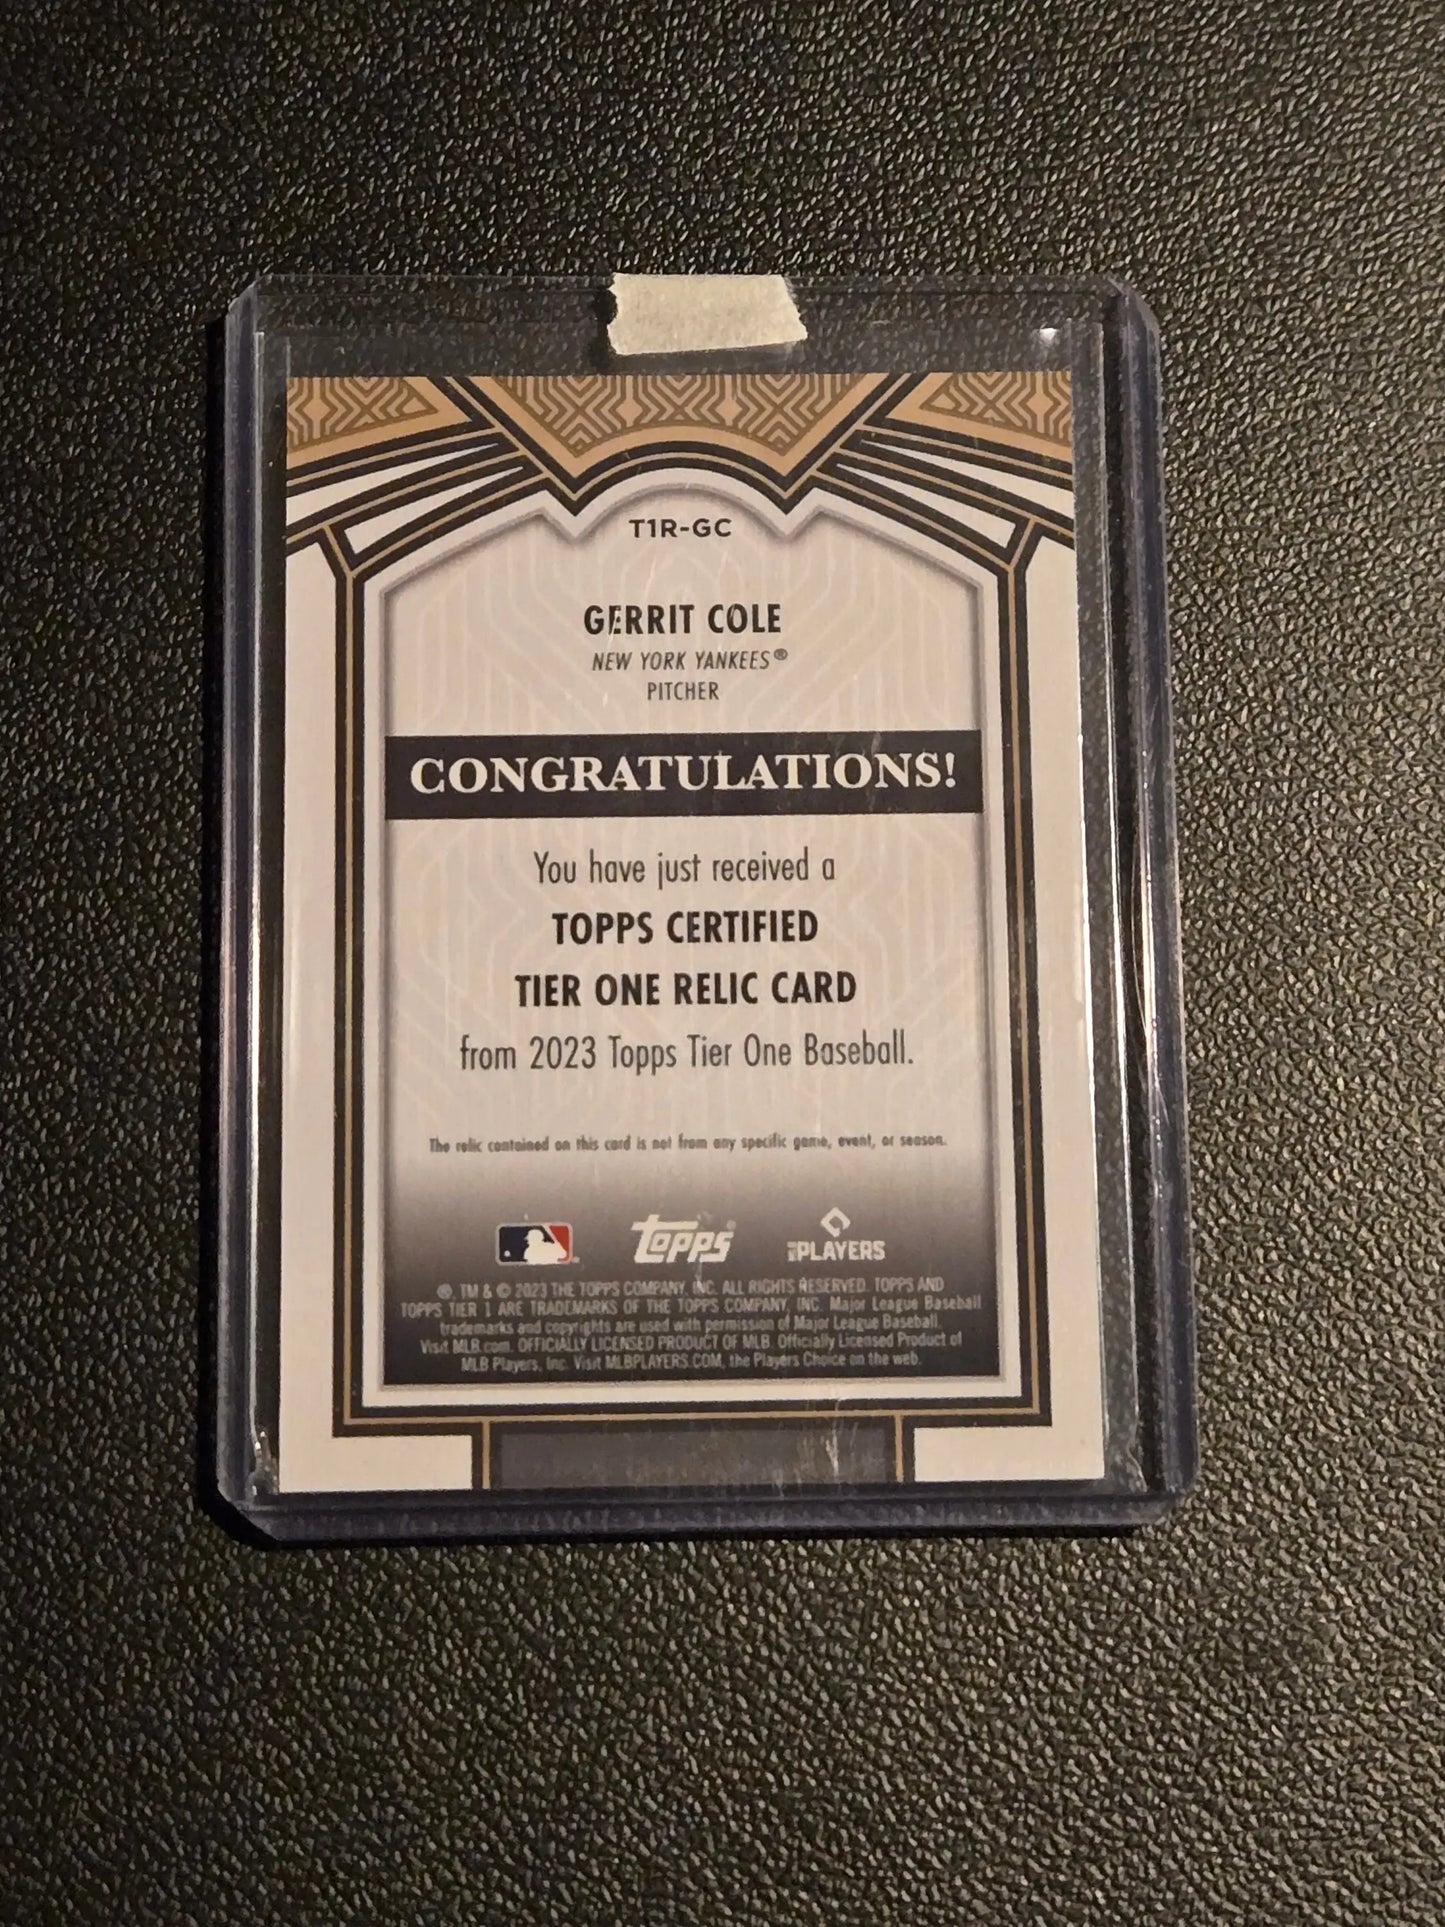 T1R-GC
GERRIT COLE
NEW YORK YANKEES®
PITCHER
CONGRATULATIONS!
You have just received a
TOPPS CERTIFIED
TIER ONE RELIC CARD
from 2023 Topps Tier One Baseball.
The relic contained on this card is not from any specific game, event, or season.
topps® PLAYERS
®, TM & © 2023 THE TOPPS COMPANY, INC. ALL RIGHTS RESERVED. TOPPS AND
TOPPS TIER 1 ARE TRADEMARKS OF THE TOPPS COMPANY, INC. Major League Baseball
trademarks and copyrights are used with permission of Major League Baseball.
Visit MLB.com. OFFICIALLY LICENSED PRODUCT OF MLB. Officially Licensed Product of
MLB Players, Inc. Visit MLBPLAYERS.COM, the Players Choice on the web.